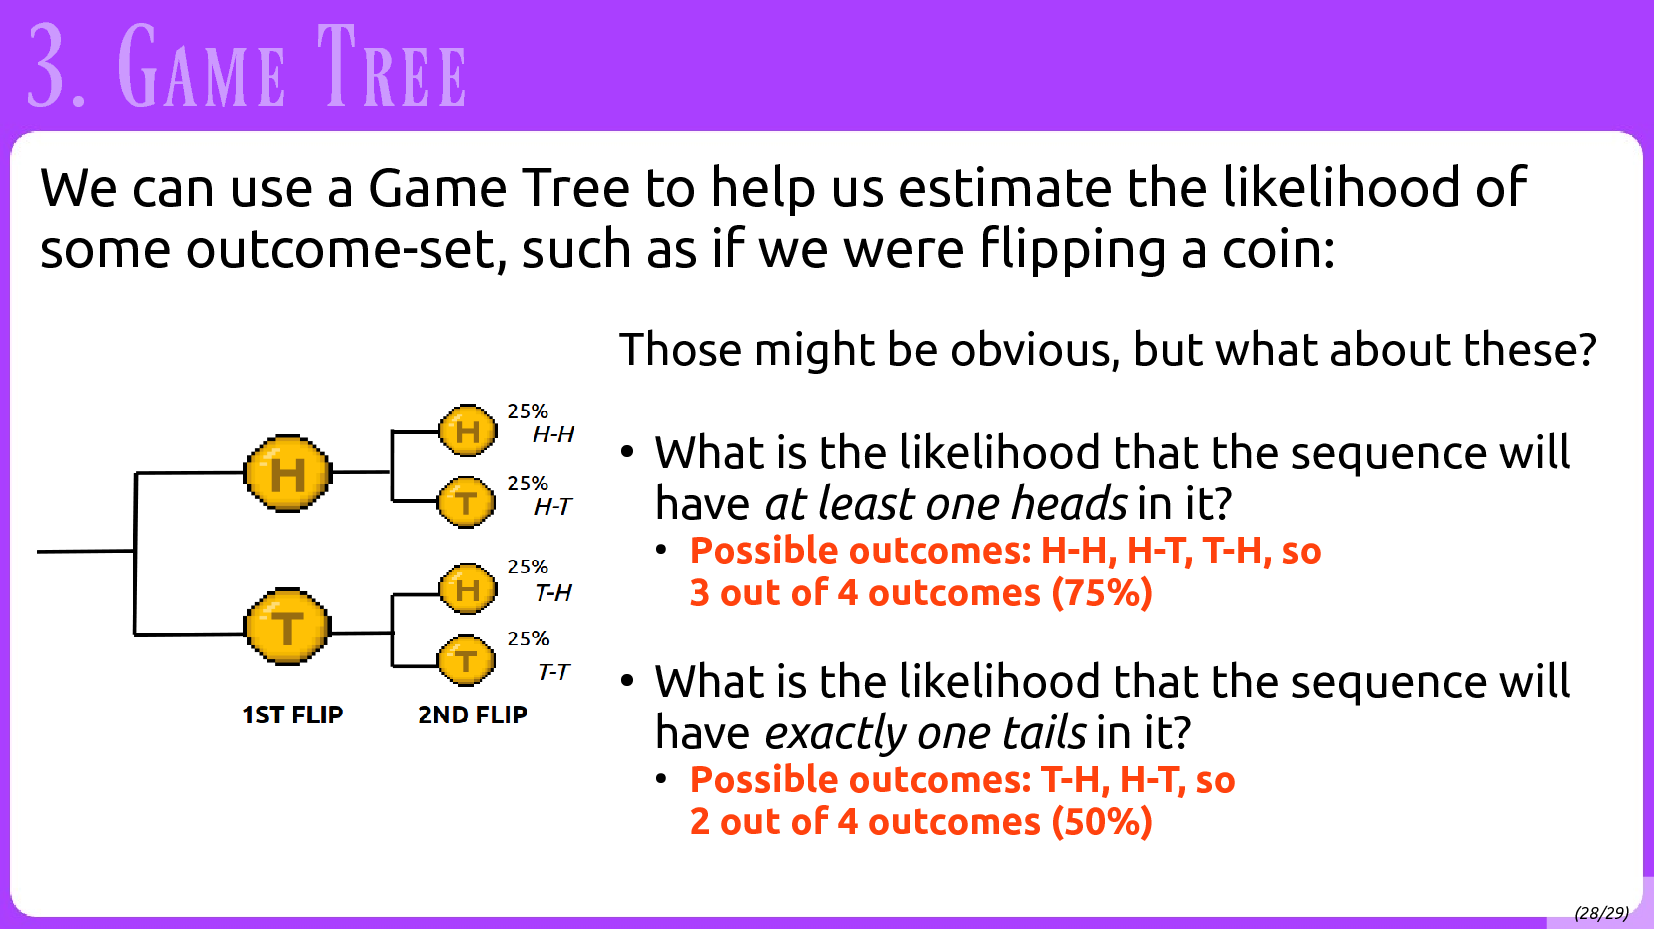 3. Game Tree
We can use a Game Tree to help us estimate the likelihood of
some outcome-set, such as if we were flipping a coin:
H
T
H
25%
H-H
T
25%
H-T
H
25%
T-H
T
25%
T-T
1ST FLIP
2ND FLIP
Those might be obvious, but what about these?
• What is the likelihood that the sequence will
have at least one heads in it?
• Possible outcomes: H-H, H-T, T-H, so
3 out of 4 outcomes (75%)
• What is the likelihood that the sequence will
have exactly one tails in it?
• Possible outcomes: T-H, H-T, so
2 out of 4 outcomes (50%)
(28/29)